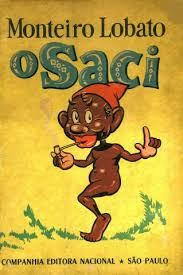 Monteiro Lobato
O Saci
COMPANHIA EDITORA NACIONAL ★ SÃO PAULO